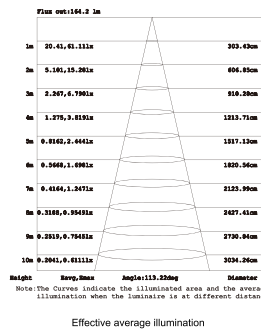 Flux out:164.2 lm
1m 20.41,61.11lx 303.43cm
2m 5.101,15.28lx 606.85cm
3m 2.267,6.790lx 910.28cm
4m 1.275,3.819lx 1213.71cm
5m 0.8162,2.444lx 1517.13cm
6m 0.5668,1.698lx 1820.56cm
7m 0.4164,1.247lx 2123.99cm
8m 0.3188,0.9549lx 2427.41cm
9m 0.2519,0.7545lx 2730.84cm
10m 0.2041,0.6111lx 3034.26cm
Height Eavg,Emax Angle:113.22deg Diameter
Note:The Curves indicate the illuminated area and the avera
illumination when the luminaire is at different distan
Effective average illumination